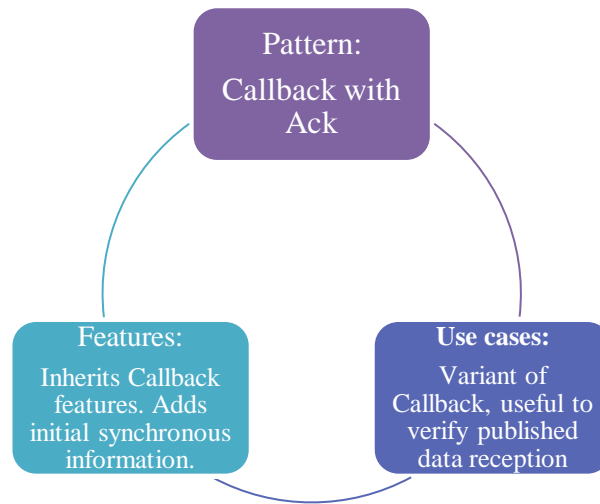 Pattern:
Callback with
Ack
Features:
Inherits Callback
features. Adds
initial synchronous
information.
Use cases:
Variant of
Callback, useful to
verify published
data reception